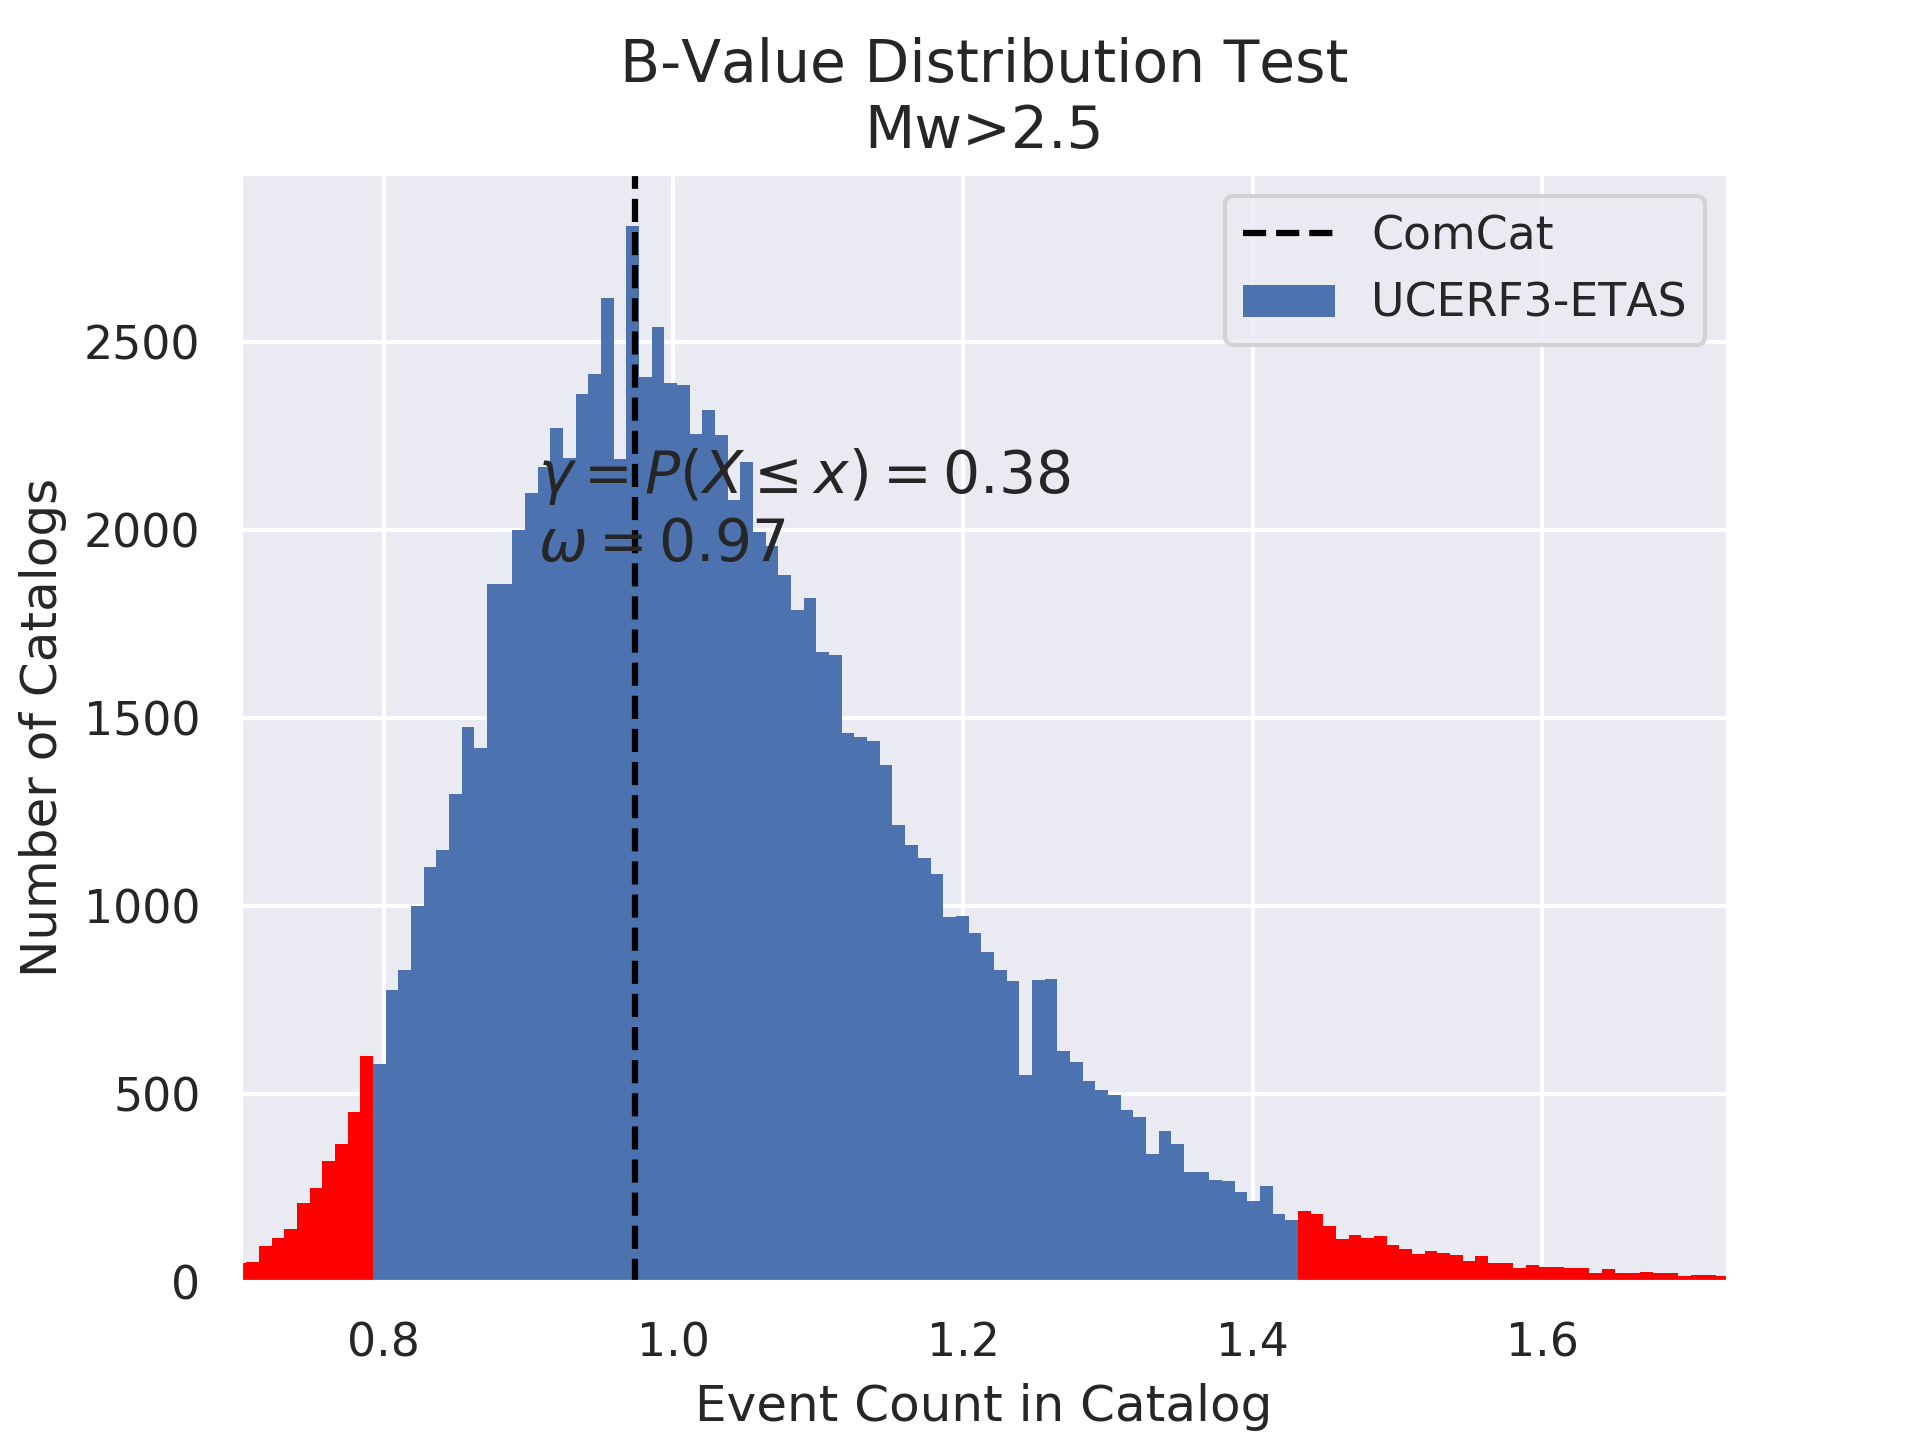 B-Value Distribution Test
Mw>2.5
ComCat
UCERF3-ETAS
γ = P(X ≤ x) = 0.38
ω = 0.97
Number of Catalogs
2500
2000
1500
1000
500
0
0.8 1.0 1.2 1.4 1.6
Event Count in Catalog